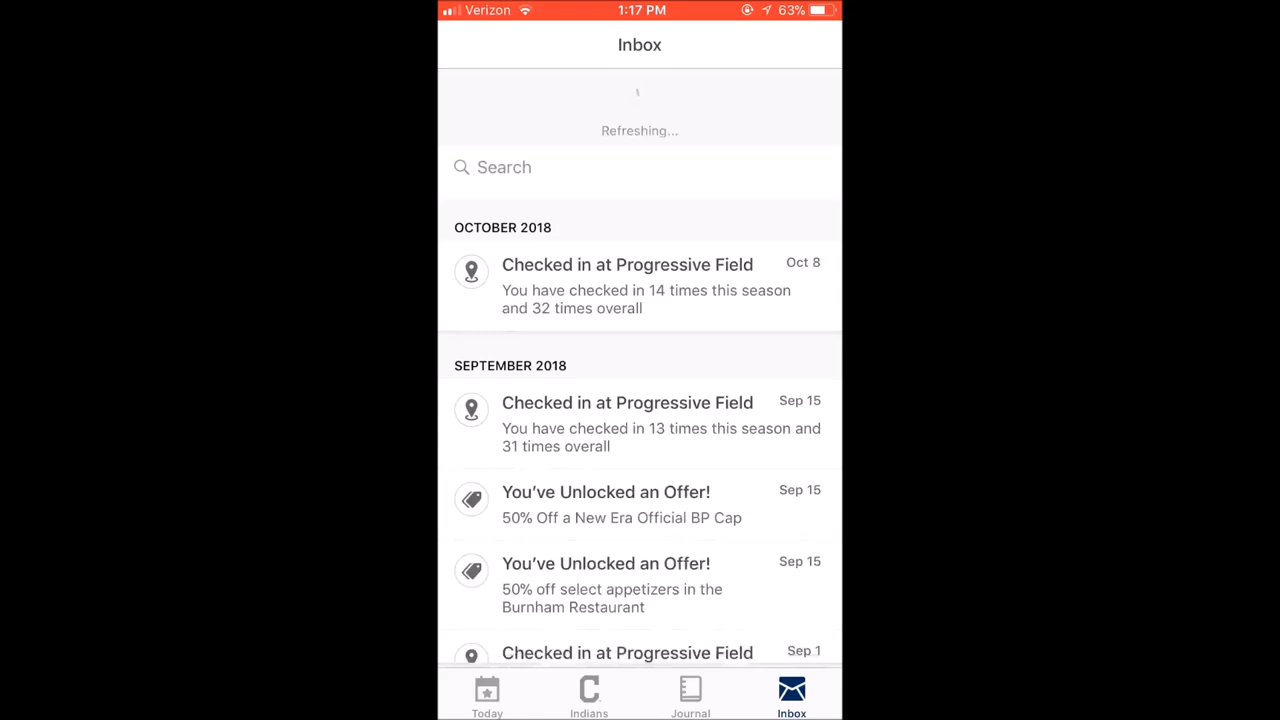 Verizon 1:17 PM 63%
Inbox
Refreshing...
Search
OCTOBER 2018
Checked in at Progressive Field Oct 8
You have checked in 14 times this season
and 32 times overall
SEPTEMBER 2018
Checked in at Progressive Field Sep 15
You have checked in 13 times this season and
31 times overall
You’ve Unlocked an Offer! Sep 15
50% Off a New Era Official BP Cap
You’ve Unlocked an Offer! Sep 15
50% off select appetizers in the
Burnham Restaurant
Checked in at Progressive Field Sep 1
C
Today Indians Journal Inbox